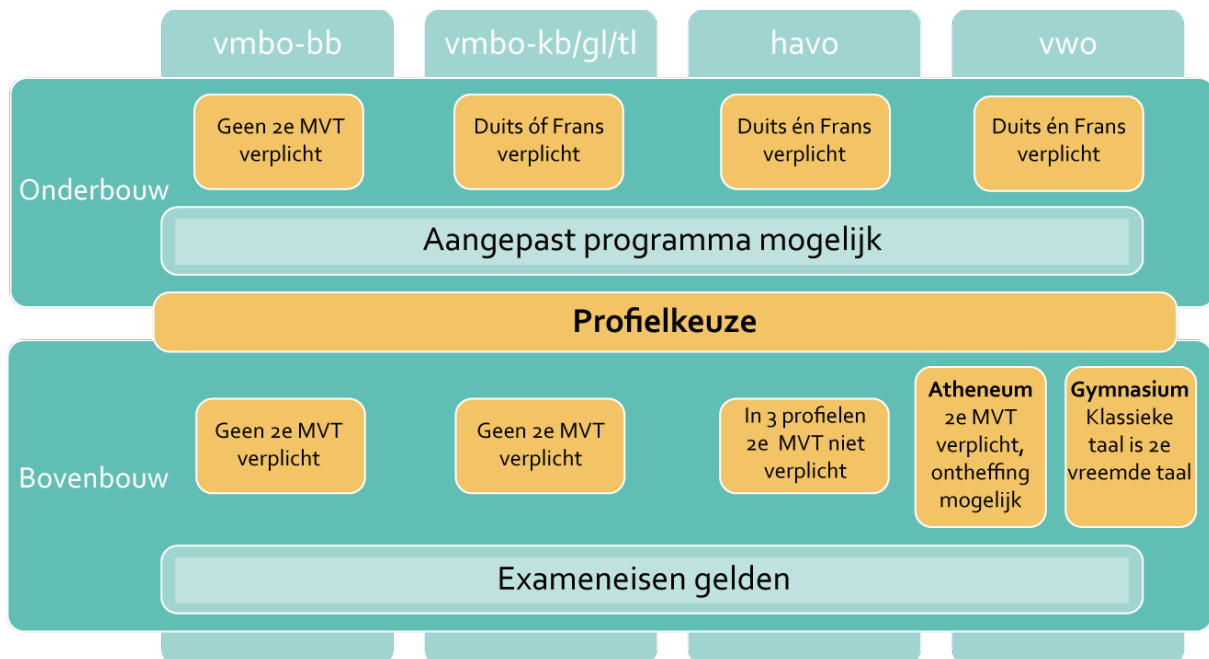 vmbo-bb
vmbo-kb/gl/tl
havo
vwo
Onderbouw
Geen 2e MVT
verplicht
Duits óf Frans
verplicht
Duits én Frans
verplicht
Duits én Frans
verplicht
Aangepast programma mogelijk
Profielkeuze
Bovenbouw
Geen 2e MVT
verplicht
Geen 2e MVT
verplicht
In 3 profielen
2e MVT niet
verplicht
Atheneum
2e MVT
verplicht,
ontheffing
mogelijk
Gymnasium
Klassieke
taal is 2e
vreemde taal
Exameneisen gelden